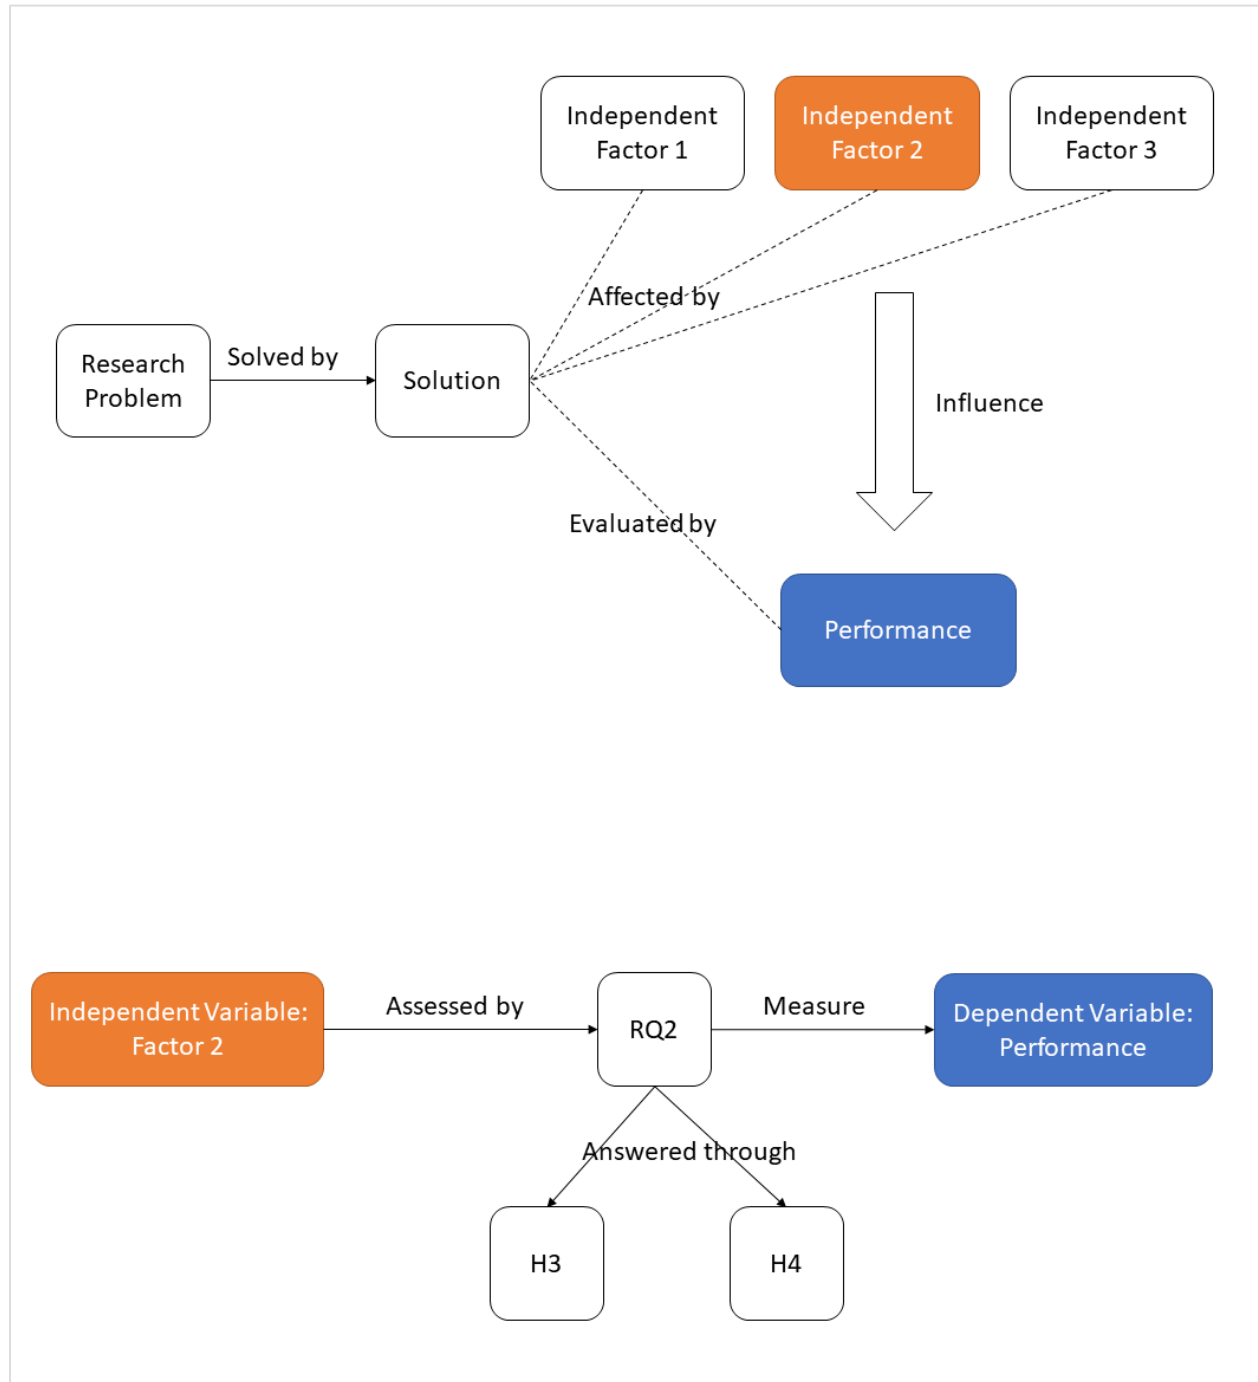 Independent
Factor 1
Independent
Factor 2
Independent
Factor 3
Affected by
Research
Problem
Solved by
Solution
Influence
Evaluated by
Performance
Independent Variable:
Factor 2
Assessed by
RQ2
Measure
Dependent Variable:
Performance
Answered through
H3
H4